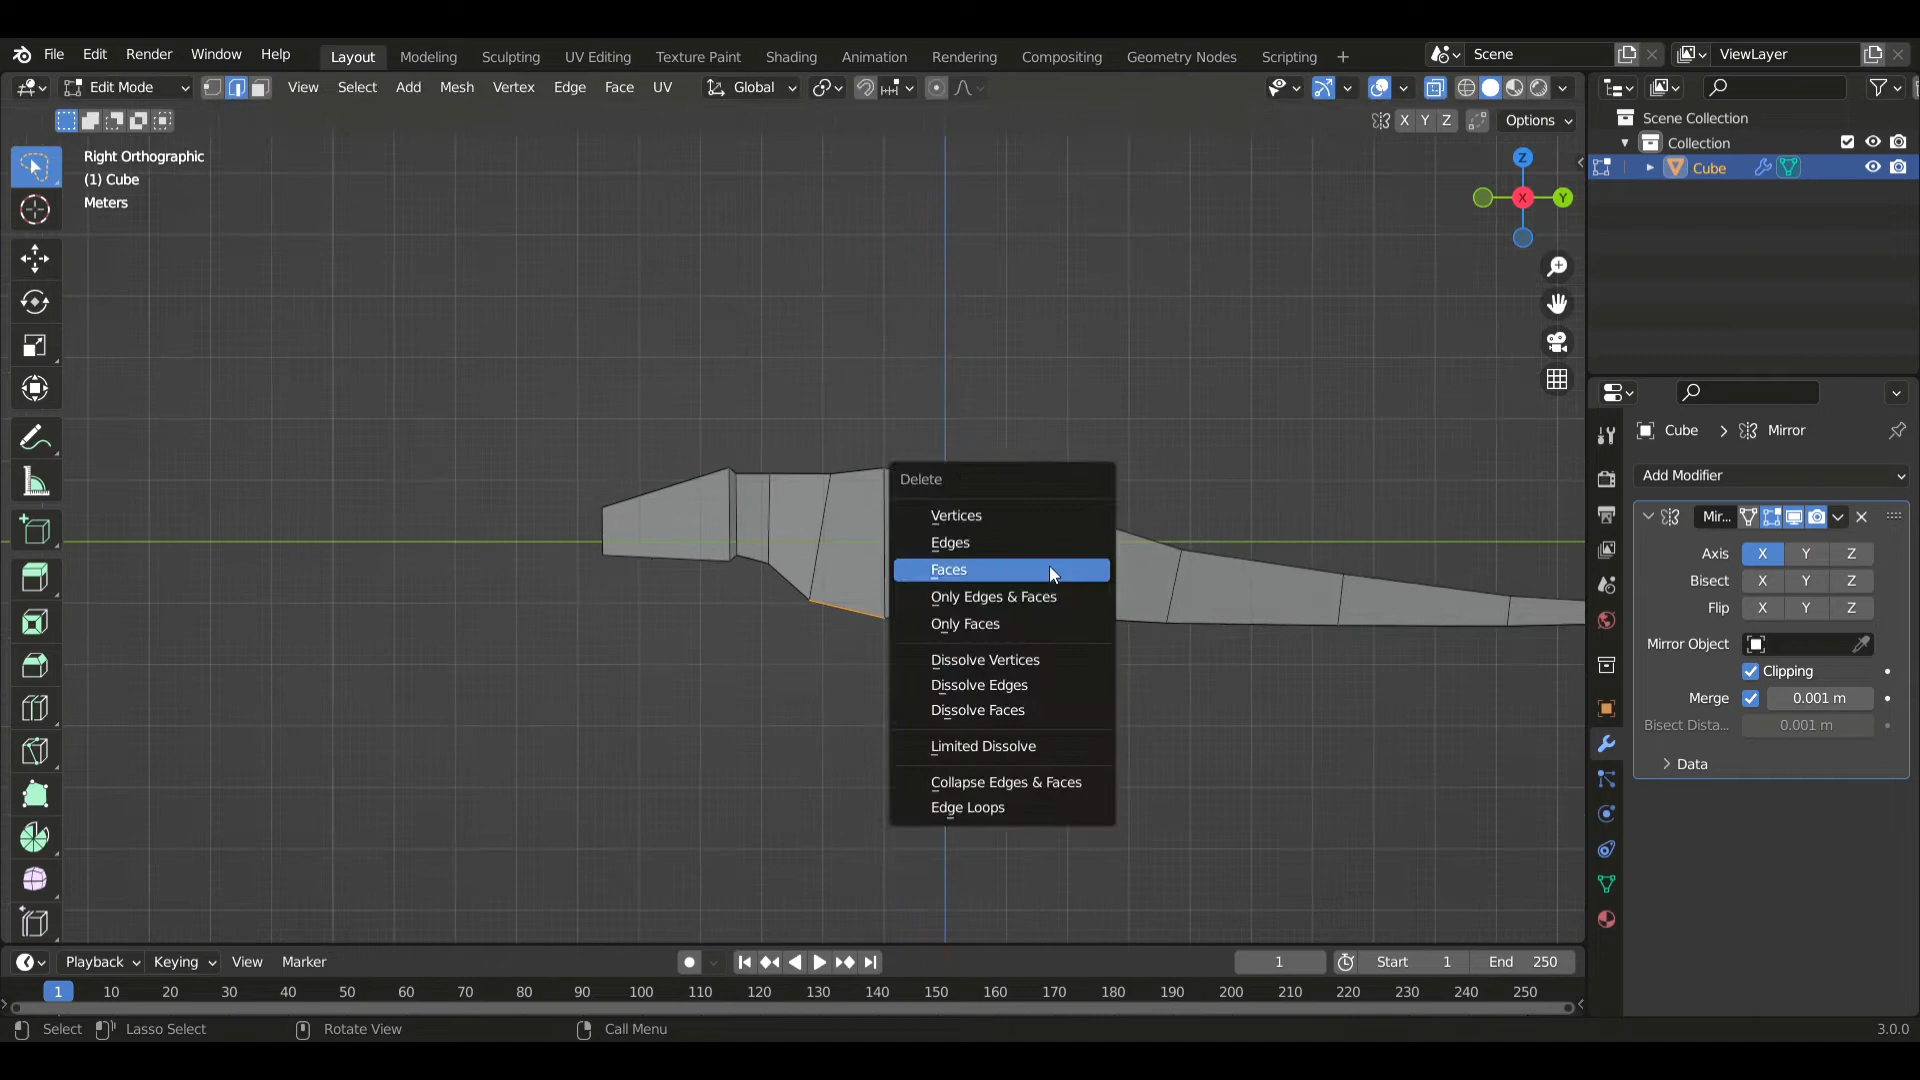 File Edit Render Window Help Layout Modeling Sculpting UV Editing Texture Paint Shading Animation Rendering Compositing Geometry Nodes Scripting + Scene ViewLayer
Edit Mode View Select Add Mesh Vertex Edge Face UV Global
X Y Z Options
Scene Collection
Collection
Cube
Right Orthographic
(1) Cube
Meters
Z
X
Y
Delete
Vertices
Edges
Faces
Only Edges & Faces
Only Faces
Dissolve Vertices
Dissolve Edges
Dissolve Faces
Limited Dissolve
Collapse Edges & Faces
Edge Loops
Cube > Mirror
Add Modifier
Mir...
Axis X Y Z
Bisect X Y Z
Flip X Y Z
Mirror Object
Clipping
Merge 0.001 m
Bisect Dista... 0.001 m
Data
Playback Keying View Marker 1 Start 1 End 250
1 10 20 30 40 50 60 70 80 90 100 110 120 130 140 150 160 170 180 190 200 210 220 230 240 250
Select Lasso Select Rotate View Call Menu 3.0.0